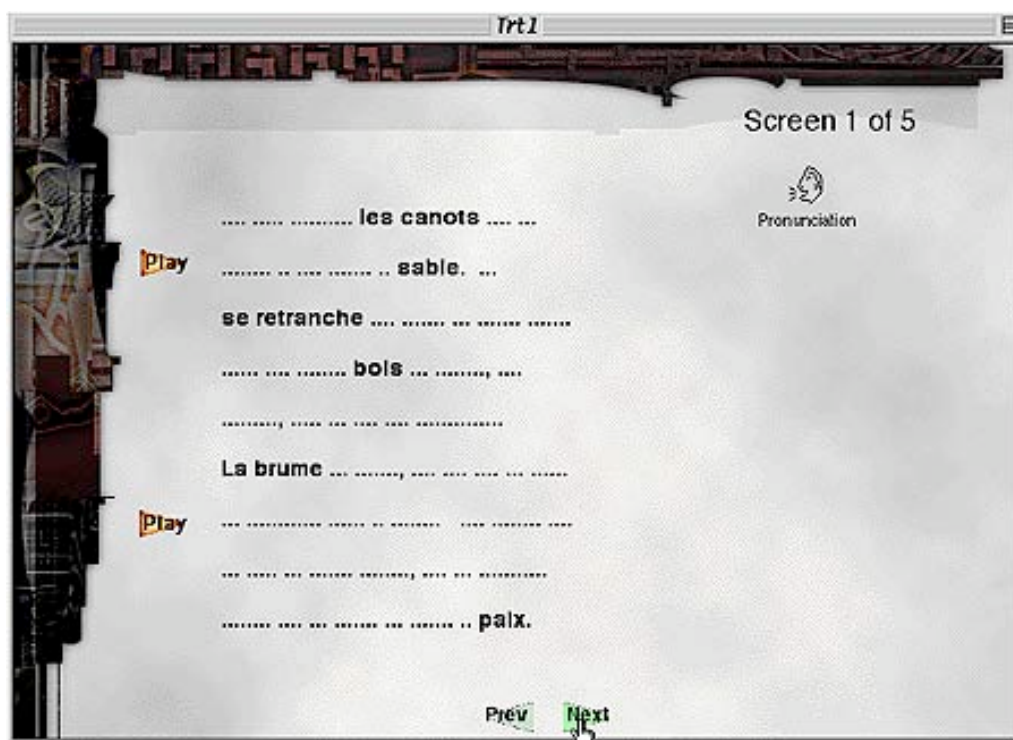 Trt1
Screen 1 of 5
Pronunciation
.... ..... .......... les canots .... ...
Play
........ .. .... ....... .. sable. ...
se retranche .... ....... ... ....... .......
...... .... ........ bois ... ........, ....
........., ..... ... .... .... ..............
La brume ... ......., .... .... .... ... ......
Play
... ............ ...... .. ........ .... ........ ....
... ..... ... ....... ........, .... ... ...........
........ .... ... ....... ... ....... .. paix.
Prev Next